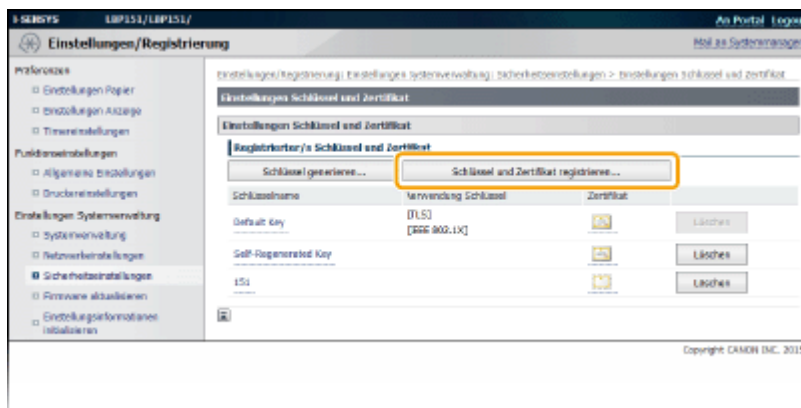 i-SENSYS LBP151/LBP151/ An Portal Logou
Einstellungen/Registrierung Mail an Systemmanager
Präferenzen
Einstellungen Papier
Einstellungen Anzeige
Timereinstellungen
Funktionseinstellungen
Allgemeine Einstellungen
Druckereinstellungen
Einstellungen Systemverwaltung
Systemverwaltung
Netzwerkeinstellungen
Sicherheitseinstellungen
Firmware aktualisieren
Einstellungsinformationen
initialisieren
Einstellungen/Registrierung: Einstellungen Systemverwaltung: Sicherheitseinstellungen > Einstellungen Schlüssel und Zertifikat
Einstellungen Schlüssel und Zertifikat
Einstellungen Schlüssel und Zertifikat
Registrierter/s Schlüssel und Zertifikat
Schlüssel generieren... Schlüssel und Zertifikat registrieren...
Schlüsselname Verwendung Schlüssel Zertifikat
Default Key [TLS] Löschen
[IEEE 802.1X]
Self-Regenerated Key Löschen
151 Löschen
Copyright CANON INC. 2015